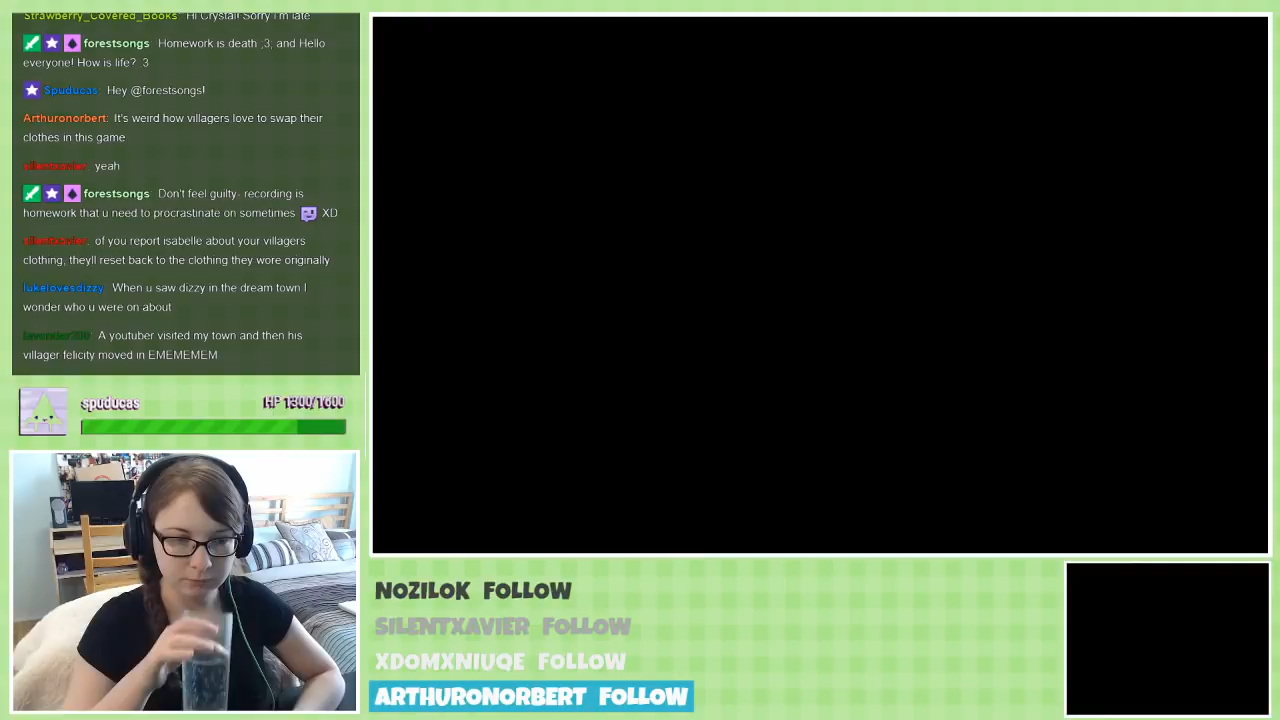 Strawberry_Covered_Books: Hi Crystal! Sorry I'm late
forestsongs: Homework is death ;3; and Hello
everyone! How is life? :3
Spuducas: Hey @forestsongs!
Arthuronorbert: It's weird how villagers love to swap their
clothes in this game
silentxavier: yeah
forestsongs: Don't feel guilty- recording is
homework that u need to procrastinate on sometimes XD
silentxavier: of you report isabelle about your villagers
clothing, theyll reset back to the clothing they wore originally
lukelovesdizzy: When u saw dizzy in the dream town I
wonder who u were on about
A youtuber visited my town and then his
villager felicity moved in EMEMEMEM
spuducas HP 1300/1600
NOZILOK FOLLOW
SILENTXAVIER FOLLOW
XDOMXNIUQE FOLLOW
ARTHURONORBERT FOLLOW